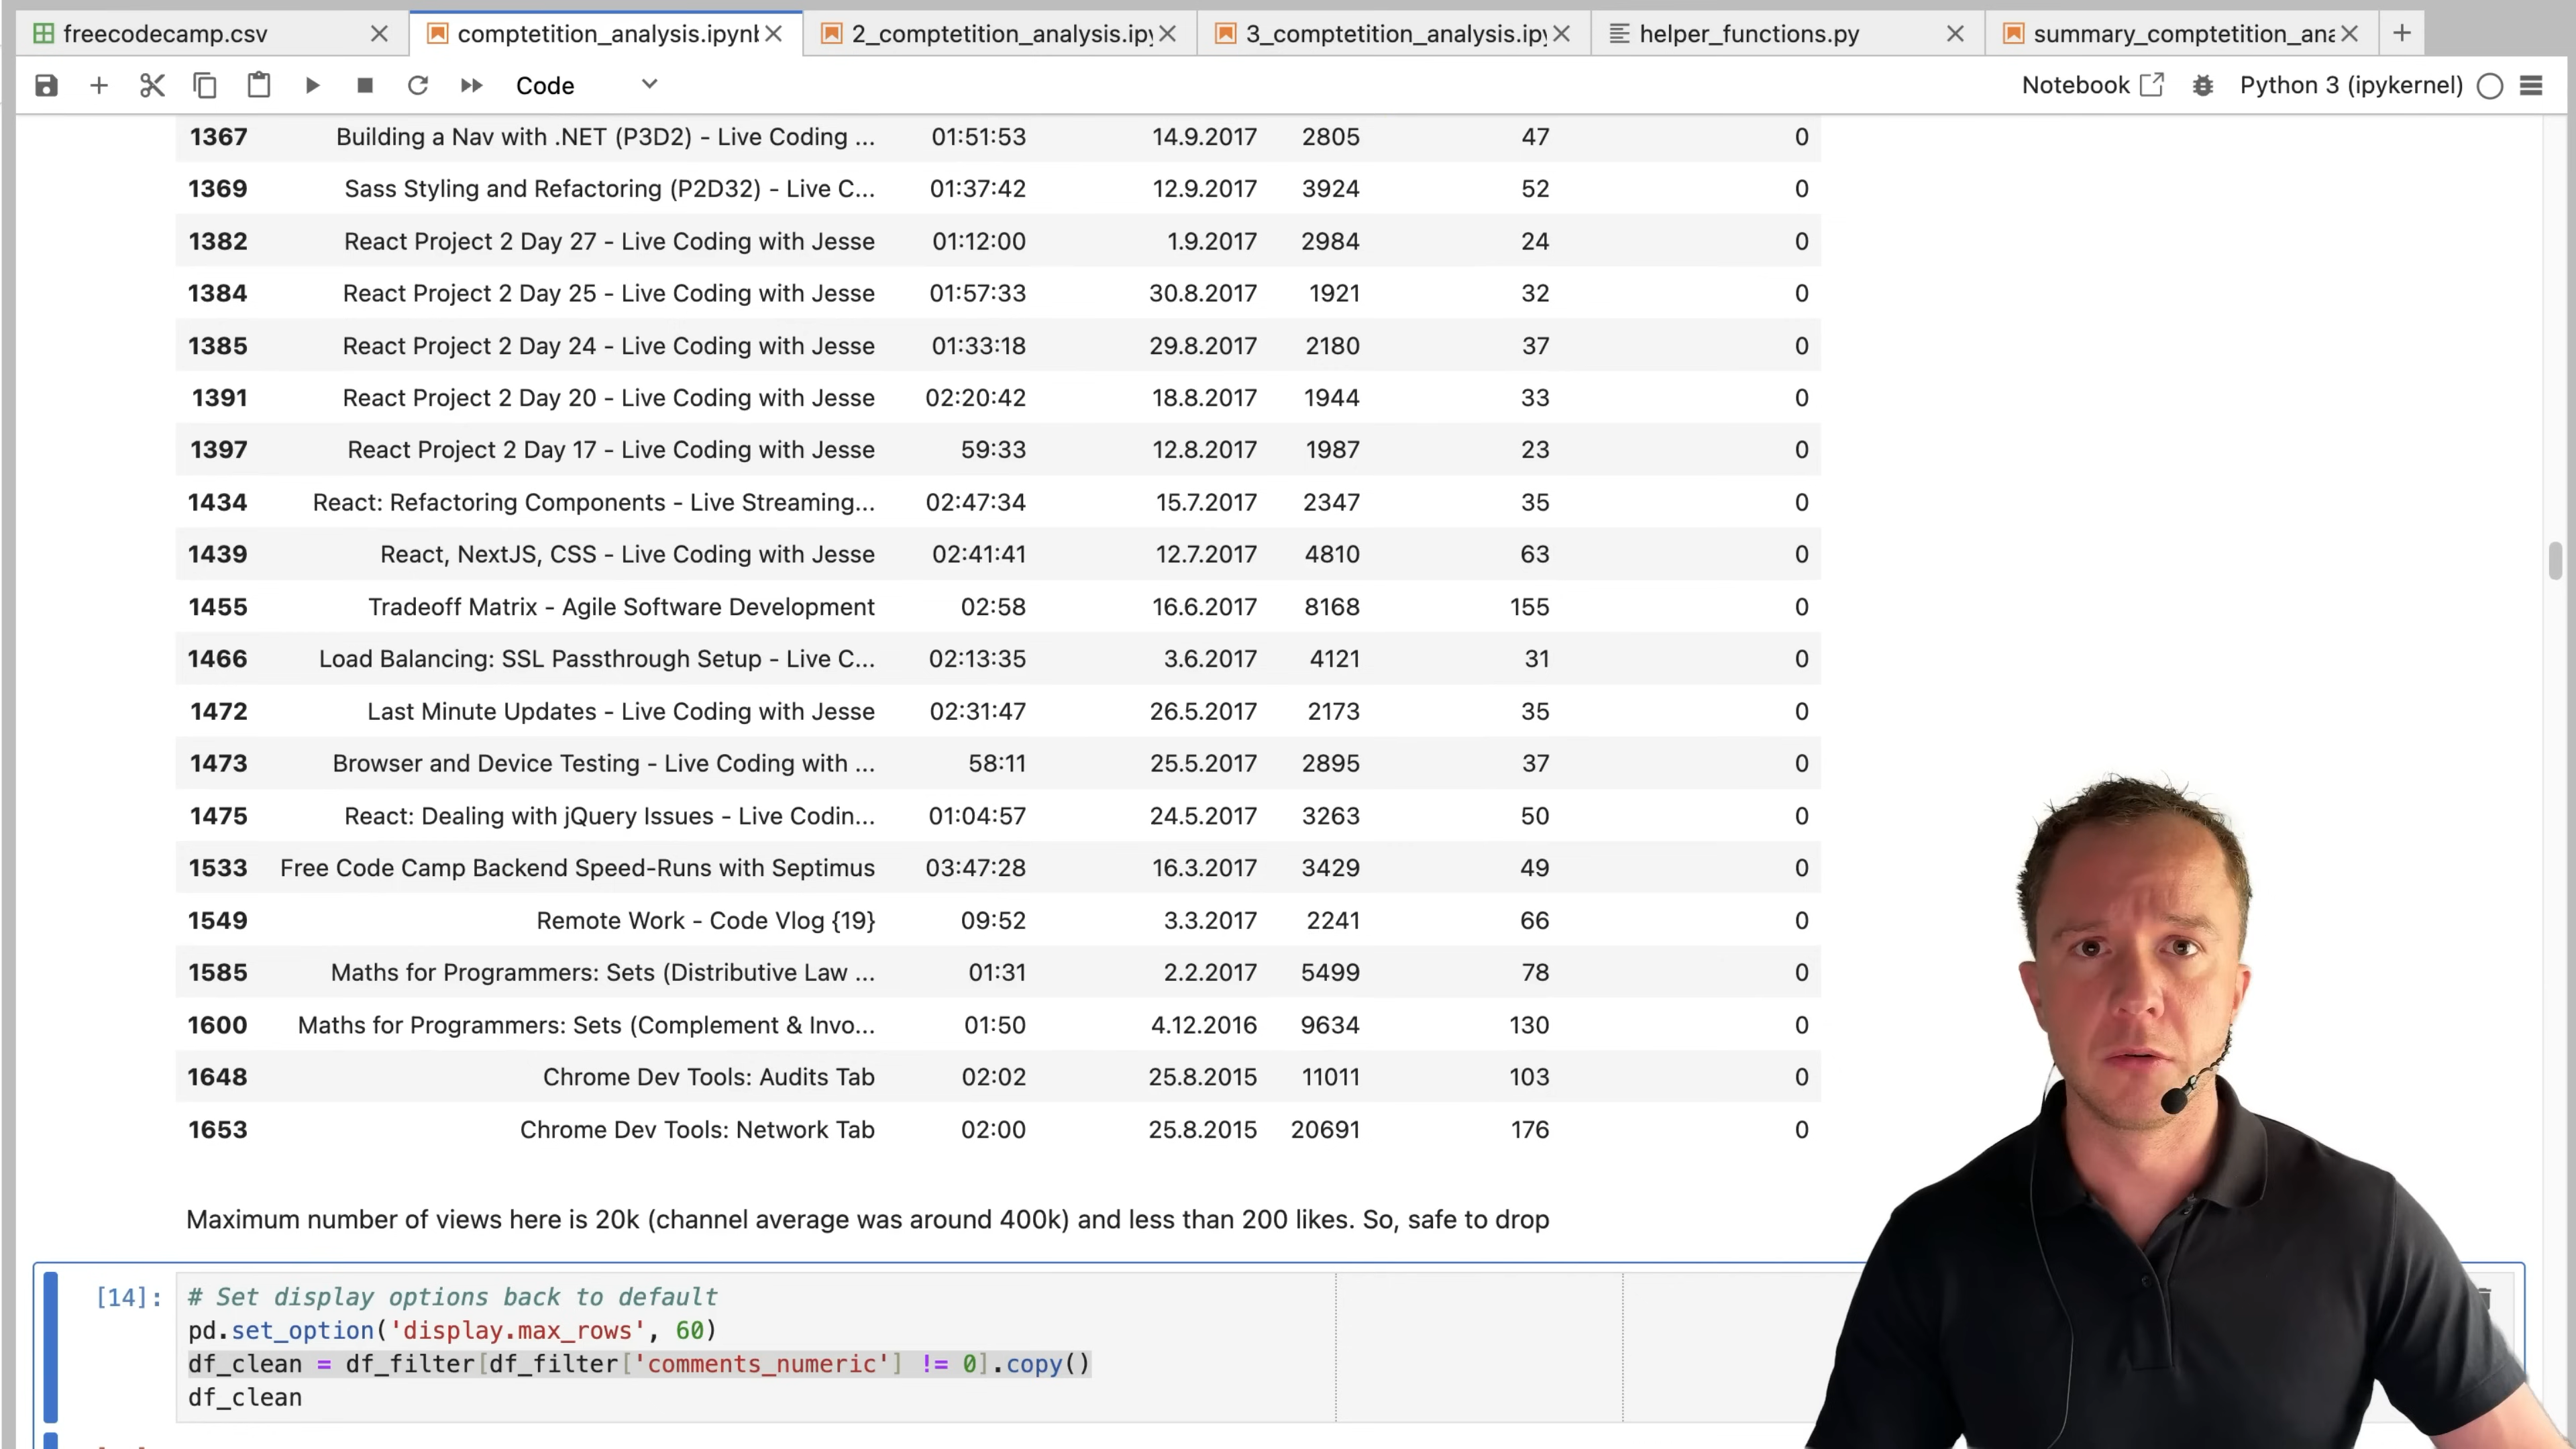 freecodecamp.csv
comptetition_analysis.ipynb
2_comptetition_analysis.ipy
3_comptetition_analysis.ipy
helper_functions.py
summary_comptetition_ana
Code
Notebook
Python 3 (ipykernel)
1367 Building a Nav with .NET (P3D2) - Live Coding ... 01:51:53 14.9.2017 2805 47 0
1369 Sass Styling and Refactoring (P2D32) - Live C... 01:37:42 12.9.2017 3924 52 0
1382 React Project 2 Day 27 - Live Coding with Jesse 01:12:00 1.9.2017 2984 24 0
1384 React Project 2 Day 25 - Live Coding with Jesse 01:57:33 30.8.2017 1921 32 0
1385 React Project 2 Day 24 - Live Coding with Jesse 01:33:18 29.8.2017 2180 37 0
1391 React Project 2 Day 20 - Live Coding with Jesse 02:20:42 18.8.2017 1944 33 0
1397 React Project 2 Day 17 - Live Coding with Jesse 59:33 12.8.2017 1987 23 0
1434 React: Refactoring Components - Live Streaming... 02:47:34 15.7.2017 2347 35 0
1439 React, NextJS, CSS - Live Coding with Jesse 02:41:41 12.7.2017 4810 63 0
1455 Tradeoff Matrix - Agile Software Development 02:58 16.6.2017 8168 155 0
1466 Load Balancing: SSL Passthrough Setup - Live C... 02:13:35 3.6.2017 4121 31 0
1472 Last Minute Updates - Live Coding with Jesse 02:31:47 26.5.2017 2173 35 0
1473 Browser and Device Testing - Live Coding with ... 58:11 25.5.2017 2895 37 0
1475 React: Dealing with jQuery Issues - Live Codin... 01:04:57 24.5.2017 3263 50 0
1533 Free Code Camp Backend Speed-Runs with Septimus 03:47:28 16.3.2017 3429 49 0
1549 Remote Work - Code Vlog {19} 09:52 3.3.2017 2241 66 0
1585 Maths for Programmers: Sets (Distributive Law ... 01:31 2.2.2017 5499 78 0
1600 Maths for Programmers: Sets (Complement & Invo... 01:50 4.12.2016 9634 130 0
1648 Chrome Dev Tools: Audits Tab 02:02 25.8.2015 11011 103 0
1653 Chrome Dev Tools: Network Tab 02:00 25.8.2015 20691 176 0
Maximum number of views here is 20k (channel average was around 400k) and less than 200 likes. So, safe to drop
[14]: # Set display options back to default
pd.set_option('display.max_rows', 60)
df_clean = df_filter[df_filter['comments_numeric'] != 0].copy()
df_clean